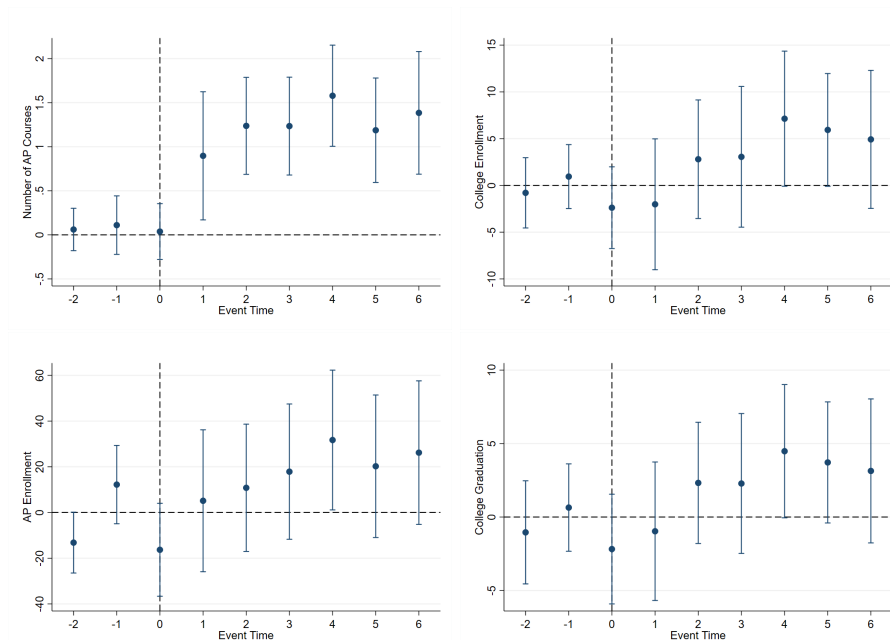 Number of AP Courses
2
1.5
1
.5
0
-.5
-2 -1 0 1 2 3 4 5 6
Event Time
College Enrollment
15
10
5
0
-5
-10
-2 -1 0 1 2 3 4 5 6
Event Time
AP Enrollment
60
40
20
0
-20
-40
-2 -1 0 1 2 3 4 5 6
Event Time
College Graduation
10
5
0
-5
-2 -1 0 1 2 3 4 5 6
Event Time